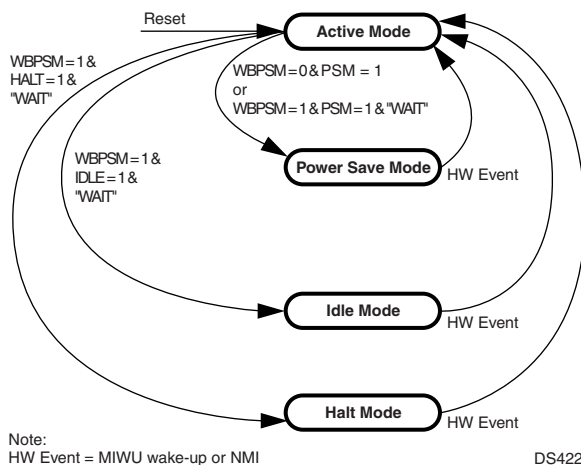 Reset
Active Mode
WBPSM=1&
HALT=1&
"WAIT"
WBPSM=0&PSM = 1
or
WBPSM=1&PSM=1&"WAIT"
WBPSM=1&
IDLE=1&
"WAIT"
Power Save Mode
HW Event
Idle Mode
HW Event
Halt Mode
HW Event
Note:
HW Event = MIWU wake-up or NMI
DS422